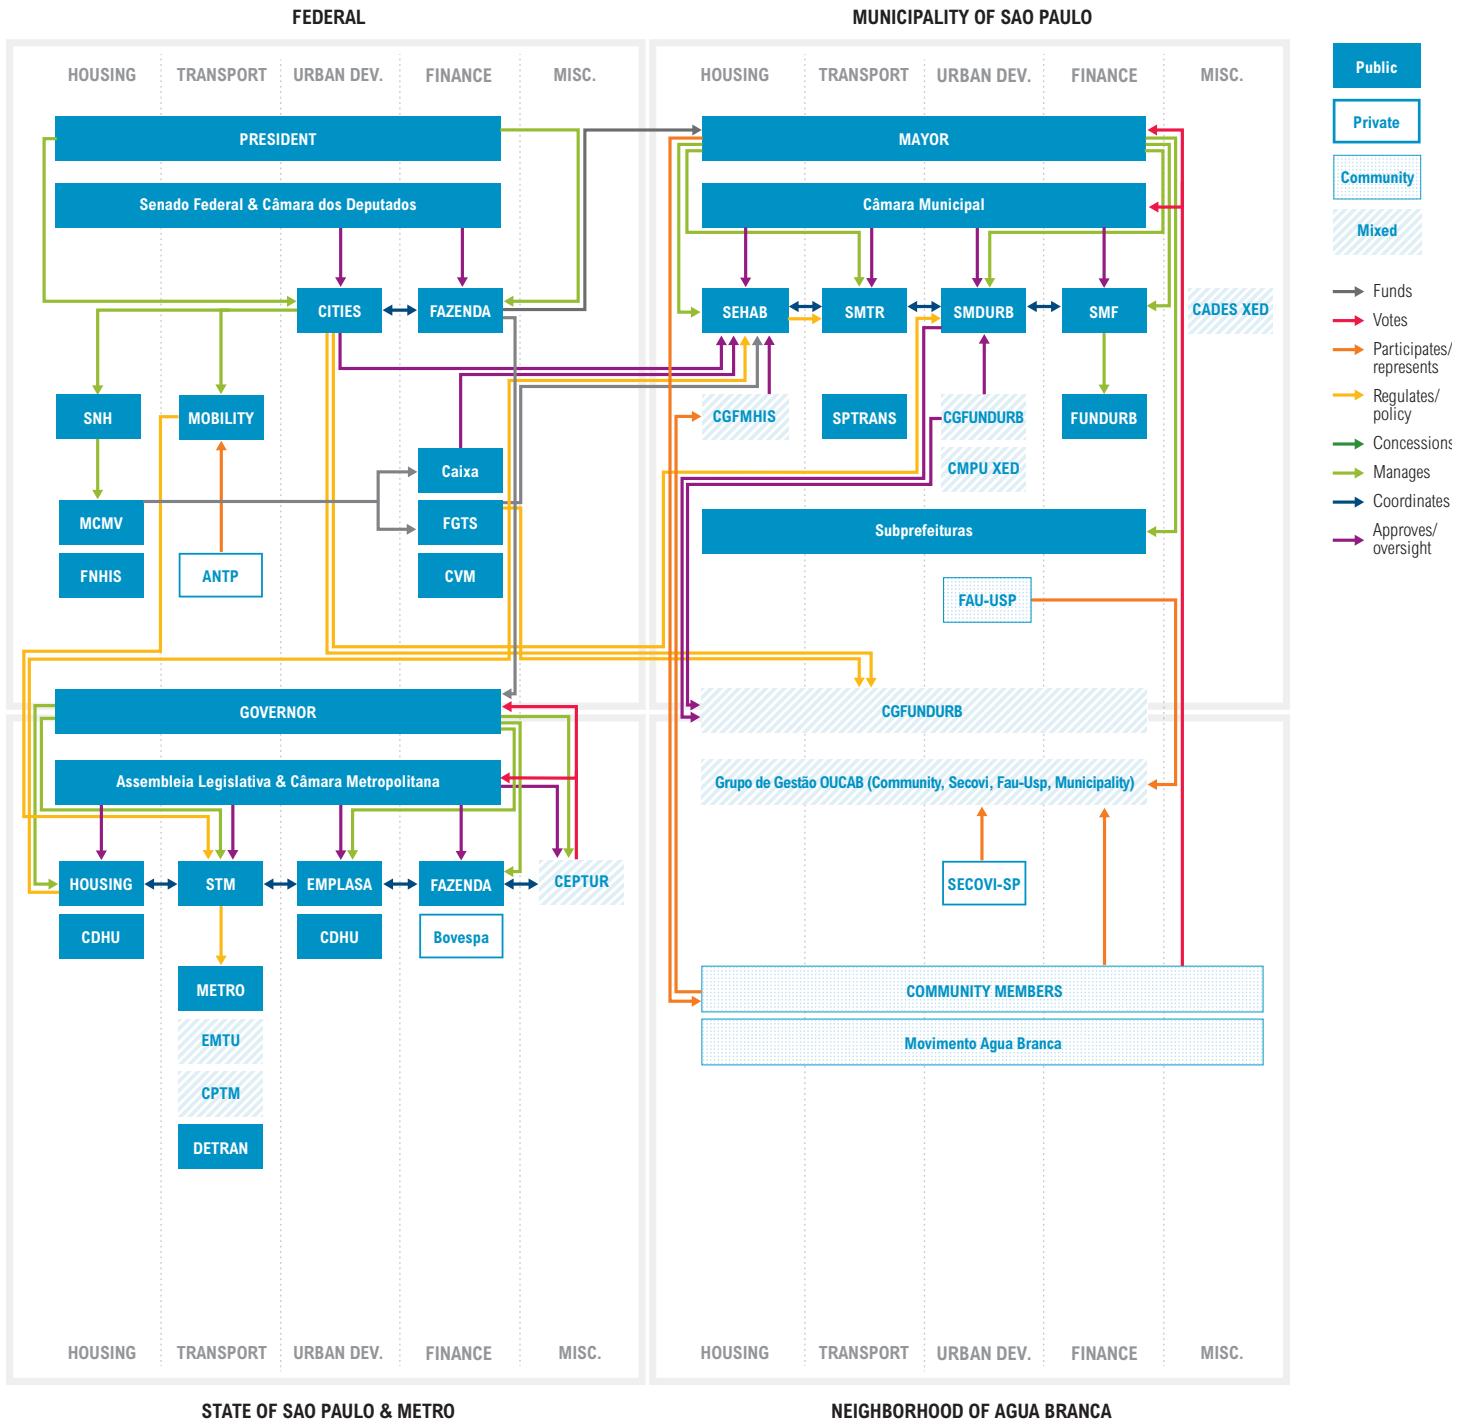 FEDERAL
MUNICIPALITY OF SAO PAULO
HOUSING
TRANSPORT
URBAN DEV.
FINANCE
MISC.
HOUSING
TRANSPORT
URBAN DEV.
FINANCE
MISC.
PRESIDENT
Senado Federal & Câmara dos Deputados
CITIES
FAZENDA
SNH
MOBILITY
Caixa
MCMV
FGTS
FNHIS
ANTP
CVM
MAYOR
Câmara Municipal
SEHAB
SMTR
SMDURB
SMF
CADES XED
CGFMHIS
SPTRANS
CGFUNDURB
FUNDURB
CMPU XED
Subprefeituras
FAU-USP
Public
Private
Community
Mixed
Funds
Votes
Participates/
represents
Regulates/
policy
Concessions
Manages
Coordinates
Approves/
oversight
GOVERNOR
Assembleia Legislativa & Câmara Metropolitana
HOUSING
STM
EMPLASA
FAZENDA
CEPTUR
CDHU
CDHU
Bovespa
METRO
EMTU
CPTM
DETRAN
CGFUNDURB
Grupo de Gestão OUCAB (Community, Secovi, Fau-Usp, Municipality)
SECOVI-SP
COMMUNITY MEMBERS
Movimento Agua Branca
HOUSING
TRANSPORT
URBAN DEV.
FINANCE
MISC.
HOUSING
TRANSPORT
URBAN DEV.
FINANCE
MISC.
STATE OF SAO PAULO & METRO
NEIGHBORHOOD OF AGUA BRANCA